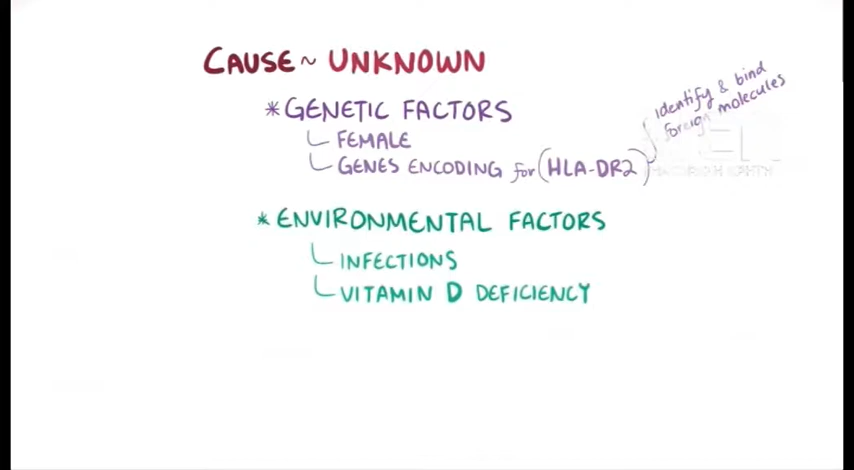 CAUSE ~ UNKNOWN
* GENETIC FACTORS
FEMALE
GENES ENCODING for (HLA-DR2)
identify & bind
foreign molecules
* ENVIRONMENTAL FACTORS
INFECTIONS
VITAMIN D DEFICIENCY